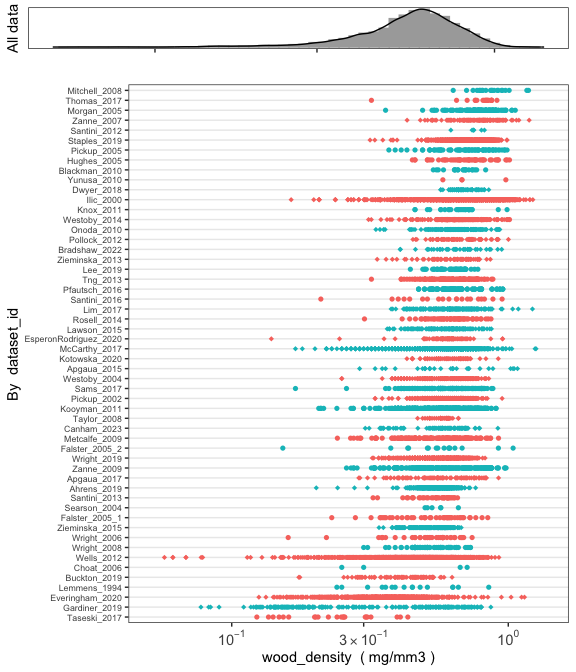 All data
By dataset_id
Mitchell_2008
Thomas_2017
Morgan_2005
Zanne_2007
Santini_2012
Staples_2019
Pickup_2005
Hughes_2005
Blackman_2010
Yunusa_2010
Dwyer_2018
Ilic_2000
Knox_2011
Westoby_2014
Onoda_2010
Pollock_2012
Bradshaw_2022
Zieminska_2013
Lee_2019
Tng_2013
Pfautsch_2016
Santini_2016
Lim_2017
Rosell_2014
Lawson_2015
EsperonRodriguez_2020
McCarthy_2017
Kotowska_2020
Apgaua_2015
Westoby_2004
Sams_2017
Pickup_2002
Kooyman_2011
Taylor_2008
Canham_2023
Metcalfe_2009
Falster_2005_2
Wright_2019
Zanne_2009
Apgaua_2017
Ahrens_2019
Santini_2013
Searson_2004
Falster_2005_1
Zieminska_2015
Wright_2006
Wright_2008
Wells_2012
Choat_2006
Buckton_2019
Lemmens_1994
Everingham_2020
Gardiner_2019
Taseski_2017
10⁻¹ 3×10⁻¹ 10⁰
wood_density ( mg/mm3 )